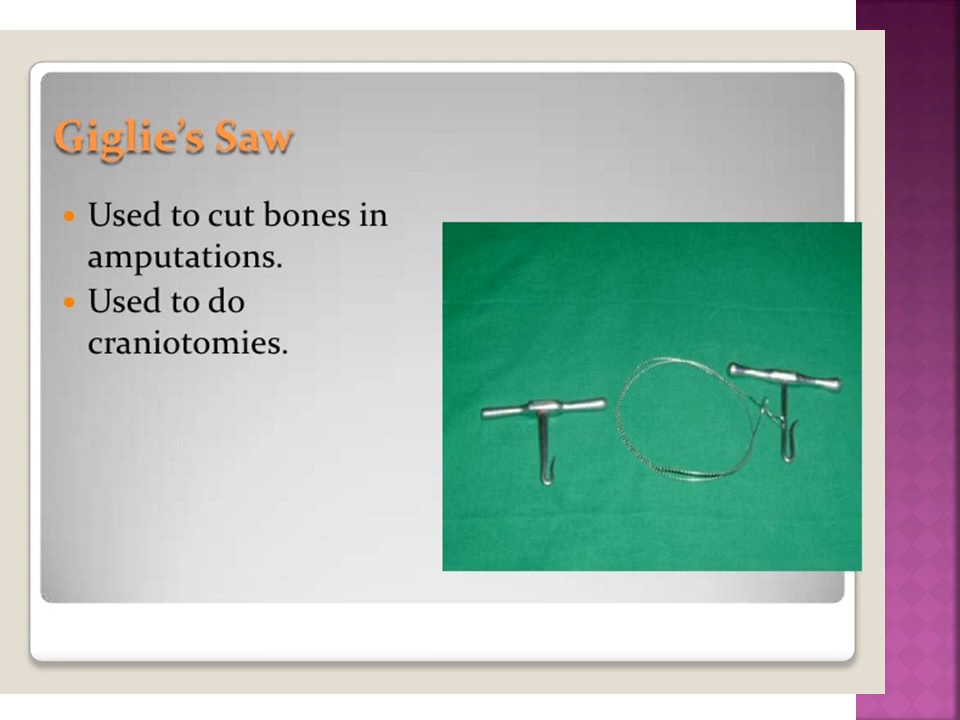 Giglie's Saw
• Used to cut bones in
amputations.
• Used to do
craniotomies.